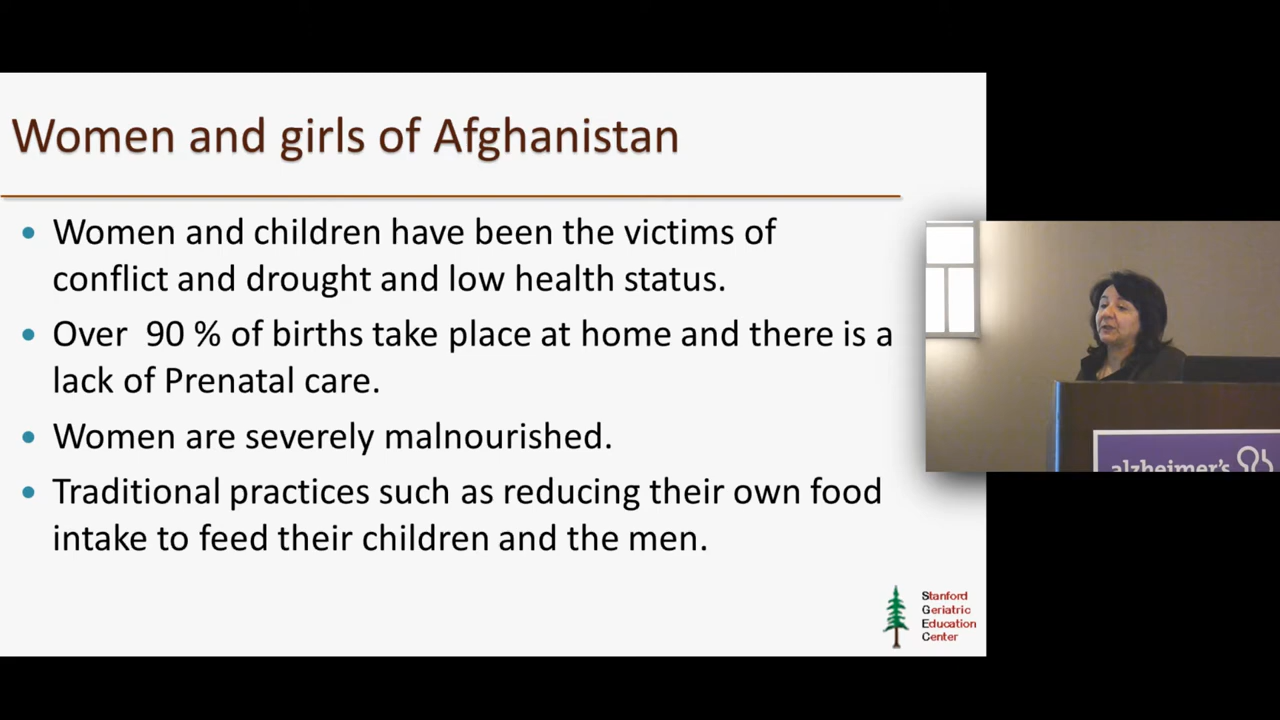 Women and girls of Afghanistan
• Women and children have been the victims of
conflict and drought and low health status.
• Over 90 % of births take place at home and there is a
lack of Prenatal care.
• Women are severely malnourished.
• Traditional practices such as reducing their own food
intake to feed their children and the men.
Stanford
Geriatric
Education
Center
alzheimer's